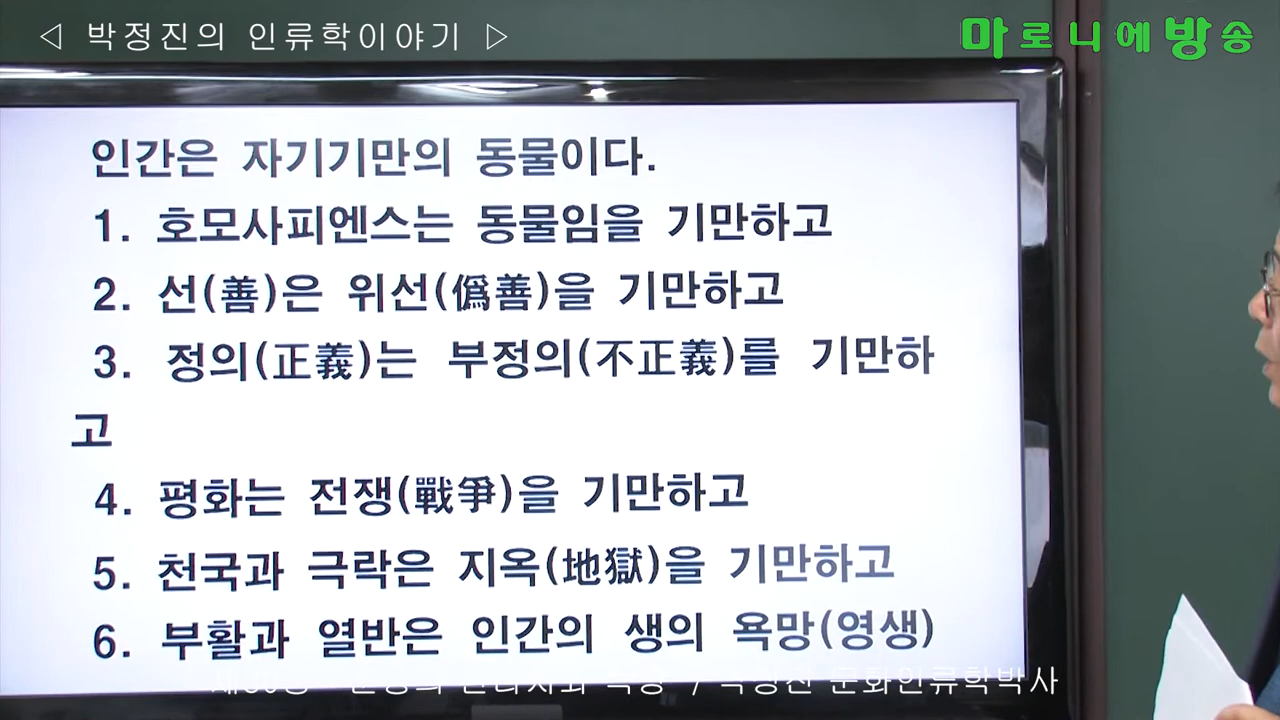 ◁ 박정진의 인류학이야기 ▷
마로니에방송
인간은 자기기만의 동물이다.
1. 호모사피엔스는 동물임을 기만하고
2. 선(善)은 위선(僞善)을 기만하고
3. 정의(正義)는 부정의(不正義)를 기만하
고
4. 평화는 전쟁(戰爭)을 기만하고
5. 천국과 극락은 지옥(地獄)을 기만하고
6. 부활과 열반은 인간의 생의 욕망(영생)
/ 박정진 문화인류학박사